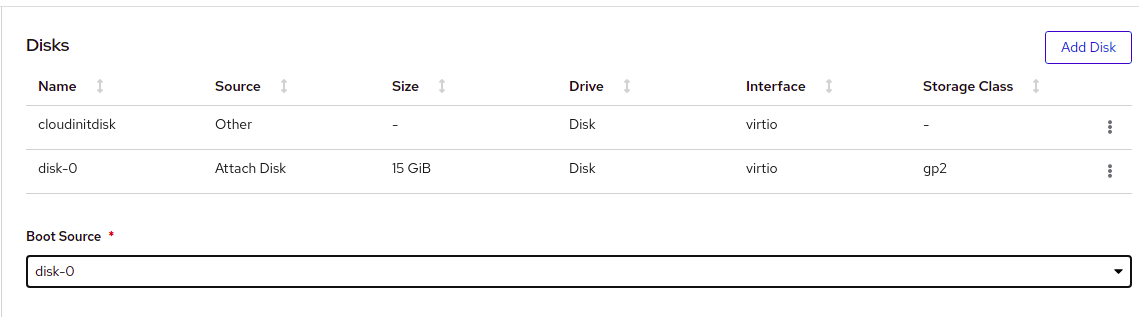 Disks
Add Disk
Name Source Size Drive Interface Storage Class
cloudinitdisk Other - Disk virtio -
disk-0 Attach Disk 15 GiB Disk virtio gp2
Boot Source *
disk-0